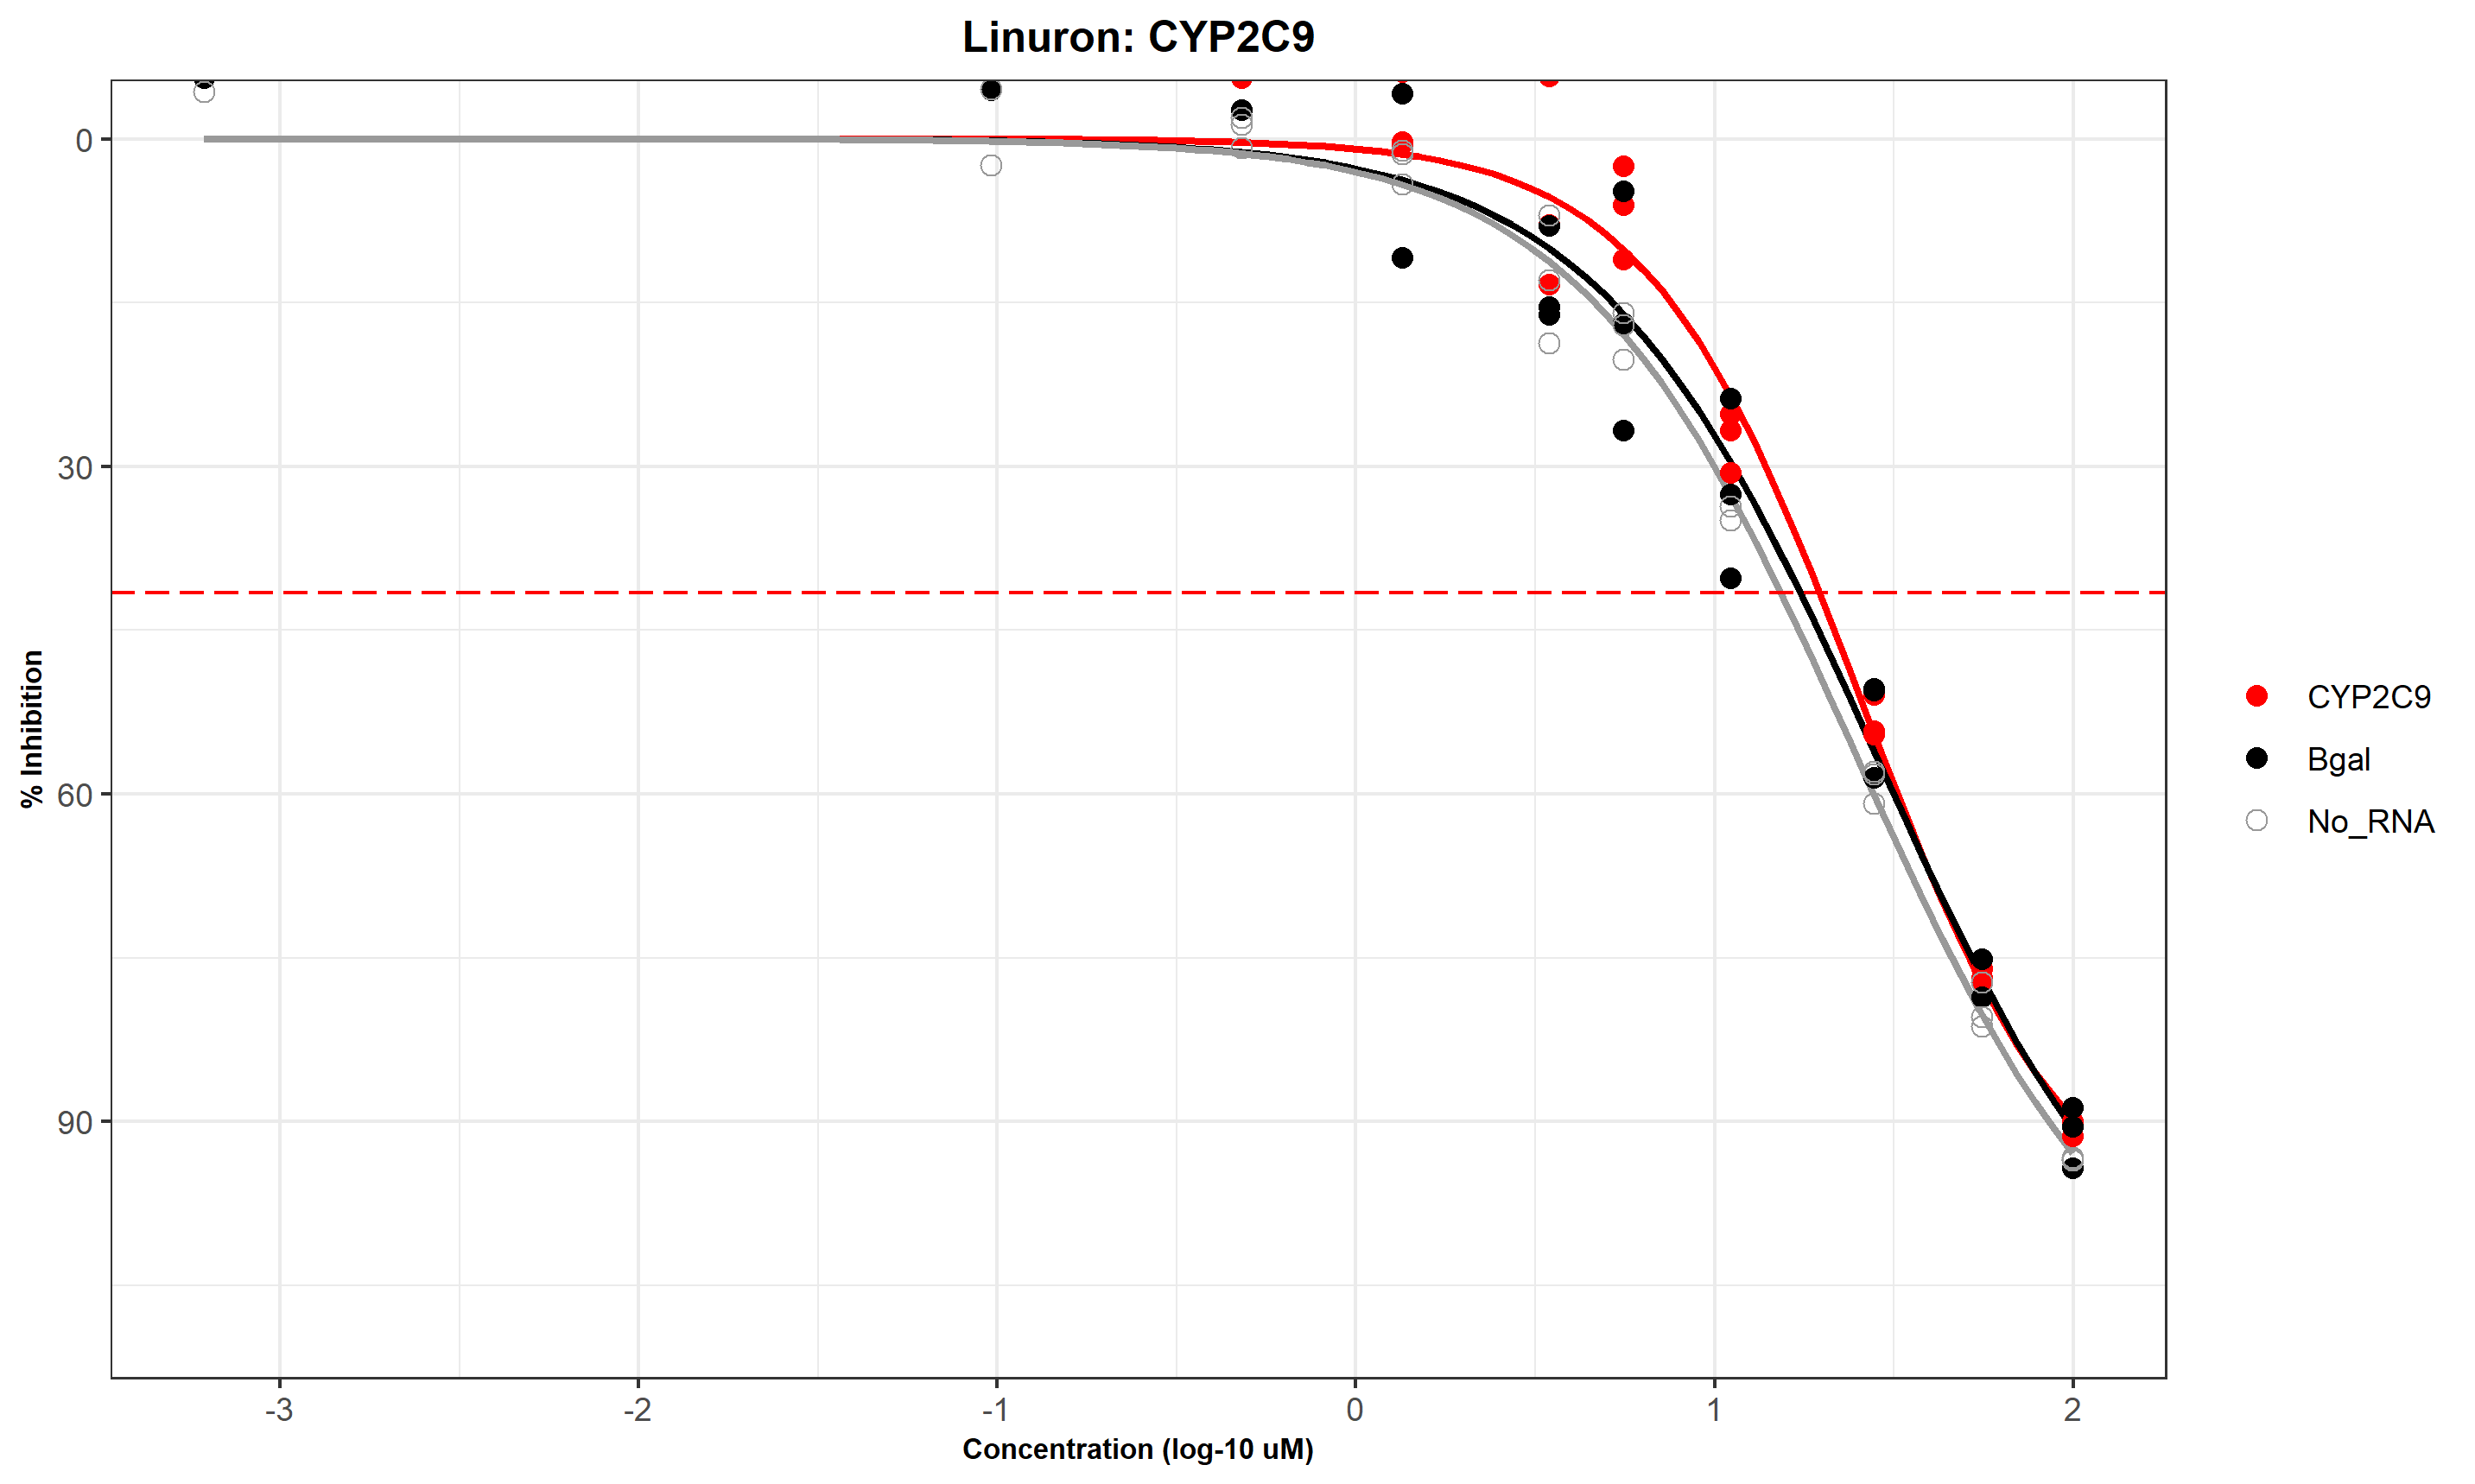 Linuron: CYP2C9
% Inhibition
0
30
60
90
-3
-2
-1
0
1
2
Concentration (log-10 uM)
CYP2C9
Bgal
No_RNA